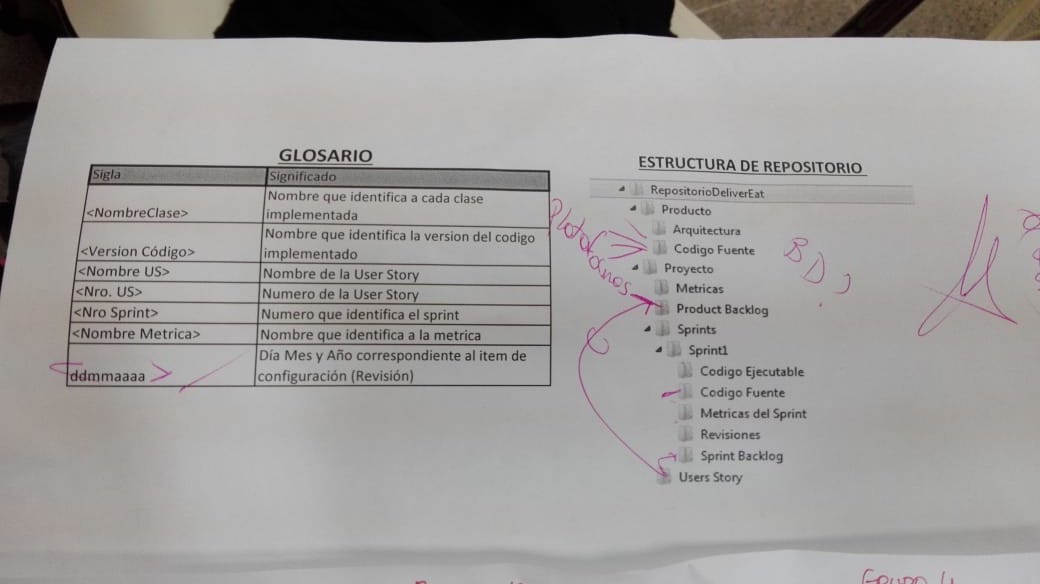 GLOSARIO
Sigla Significado
<NombreClase> Nombre que identifica a cada clase
implementada
<Version Código> Nombre que identifica la version del codigo
implementado
<Nombre US> Nombre de la User Story
<Nro. US> Numero de la User Story
<Nro Sprint> Numero que identifica el sprint
<Nombre Metrica> Nombre que identifica a la metrica
<ddmmaaaa> Día Mes y Año correspondiente al item de
configuración (Revisión)
ESTRUCTURA DE REPOSITORIO
RepositorioDeliverEat
Producto
Arquitectura
Codigo Fuente
Proyecto
Metricas
Product Backlog
Sprints
Sprint1
Codigo Ejecutable
Codigo Fuente
Metricas del Sprint
Revisiones
Sprint Backlog
Users Story
BD